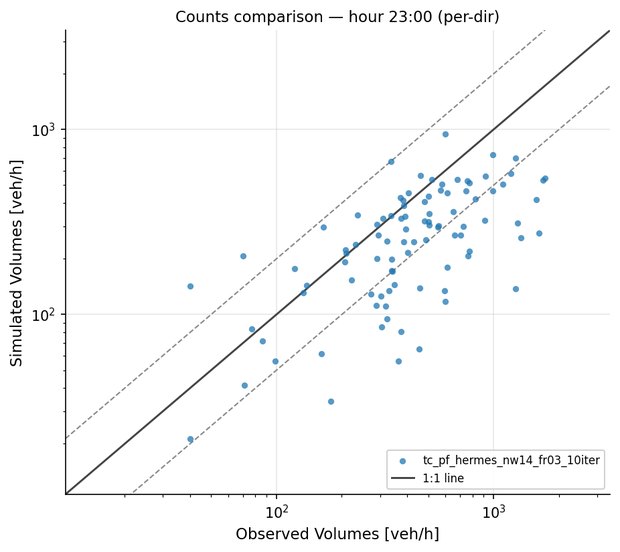 Counts comparison — hour 23:00 (per-dir)
Simulated Volumes [veh/h]
10³
10²
10²
10³
Observed Volumes [veh/h]
tc_pf_hermes_nw14_fr03_10iter
1:1 line